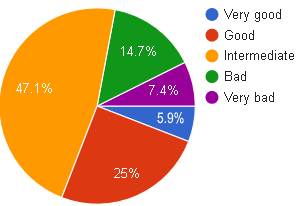 Very good
Good
Intermediate
Bad
Very bad
14.7%
47.1%
7.4%
5.9%
25%